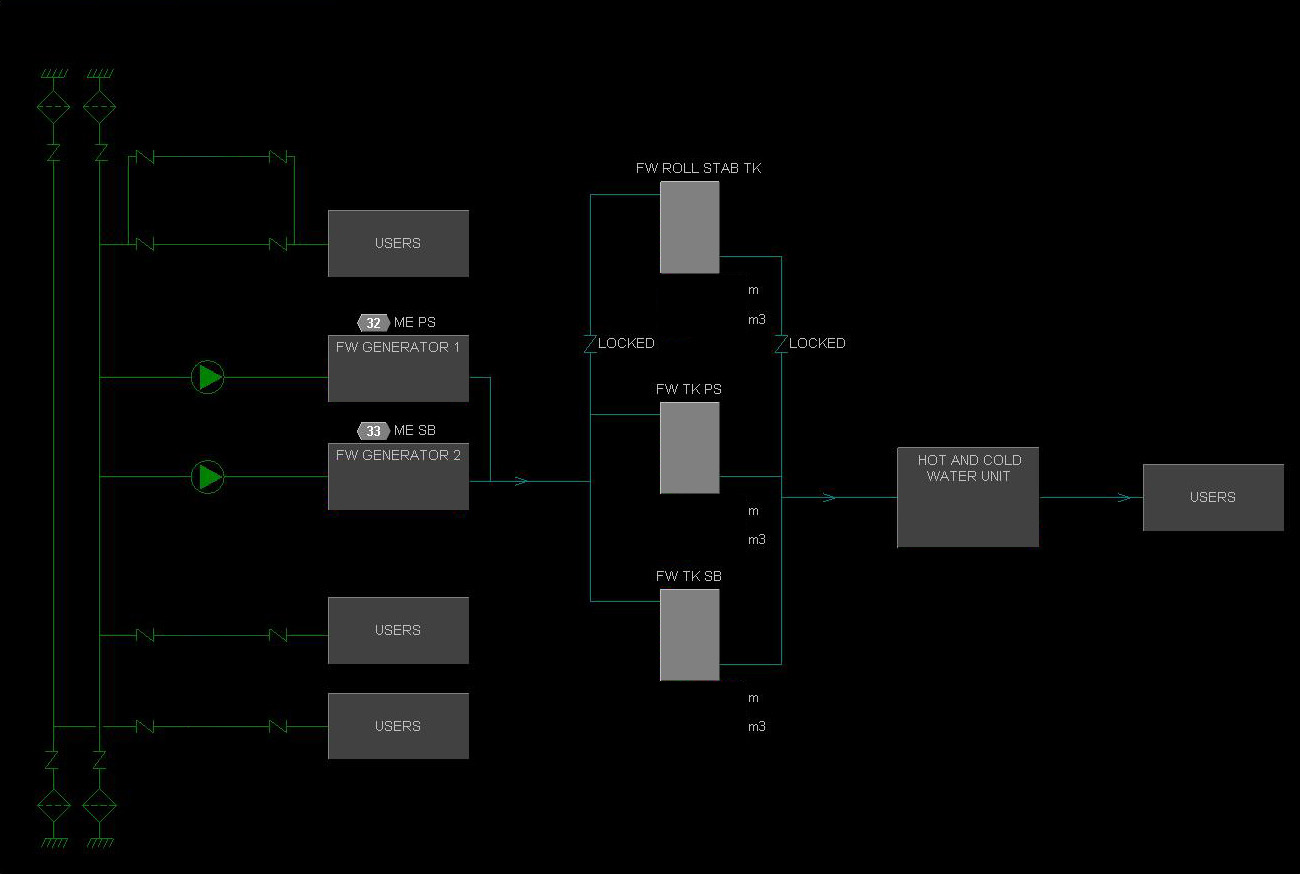 FW ROLL STAB TK
USERS
m
32 ME PS
m3
FW GENERATOR 1
LOCKED
LOCKED
FW TK PS
33 ME SB
FW GENERATOR 2
HOT AND COLD
WATER UNIT
USERS
m
m3
FW TK SB
USERS
m
USERS
m3